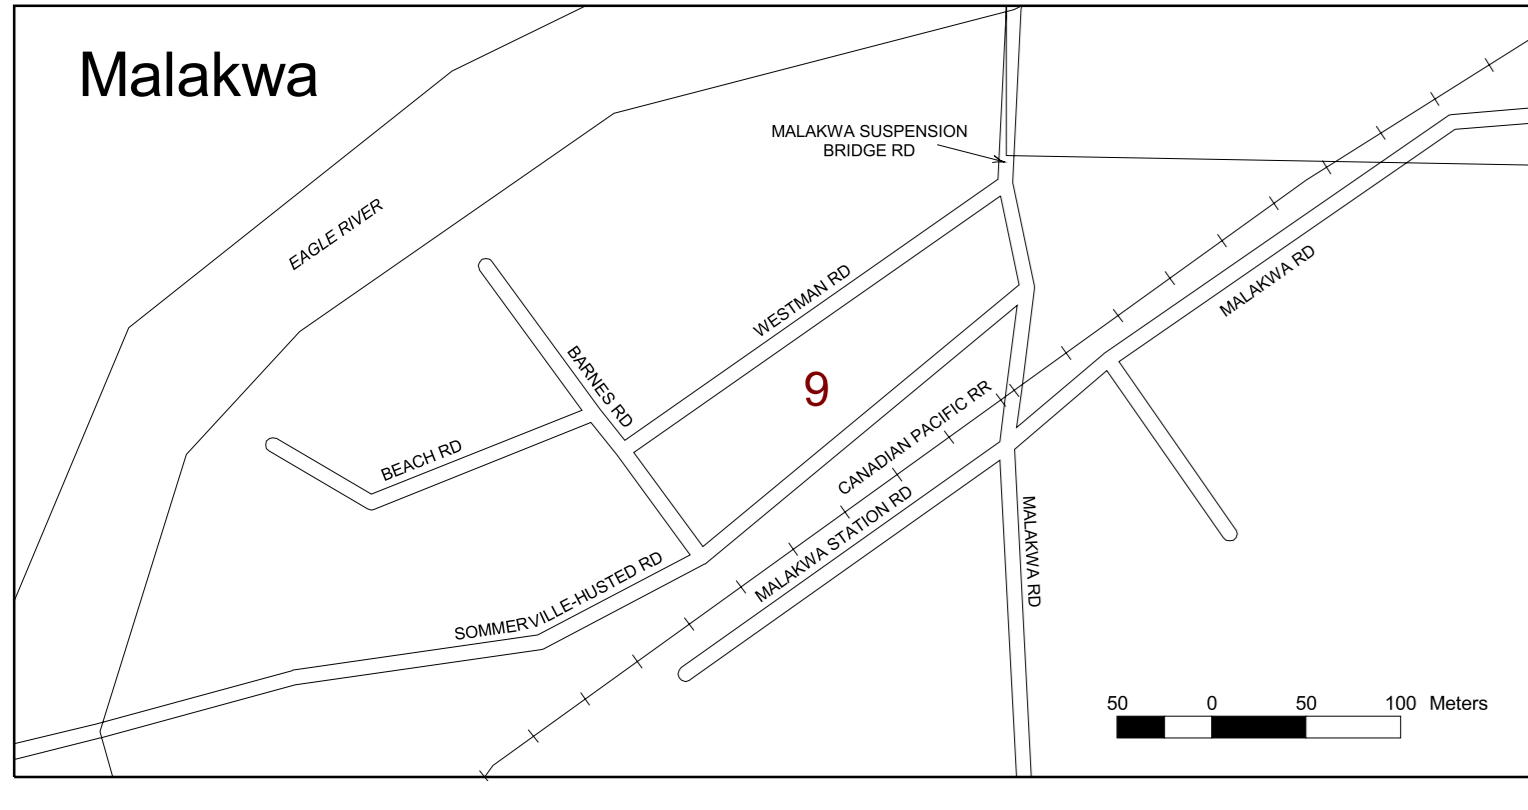 Malakwa
MALAKWA SUSPENSION
BRIDGE RD
EAGLE RIVER
WESTMAN RD
MALAKWA RD
BARNES RD
9
CANADIAN PACIFIC RR
BEACH RD
MALAKWA STATION RD
MALAKWA RD
SOMMERVILLE-HUSTED RD
50 0 50 100 Meters